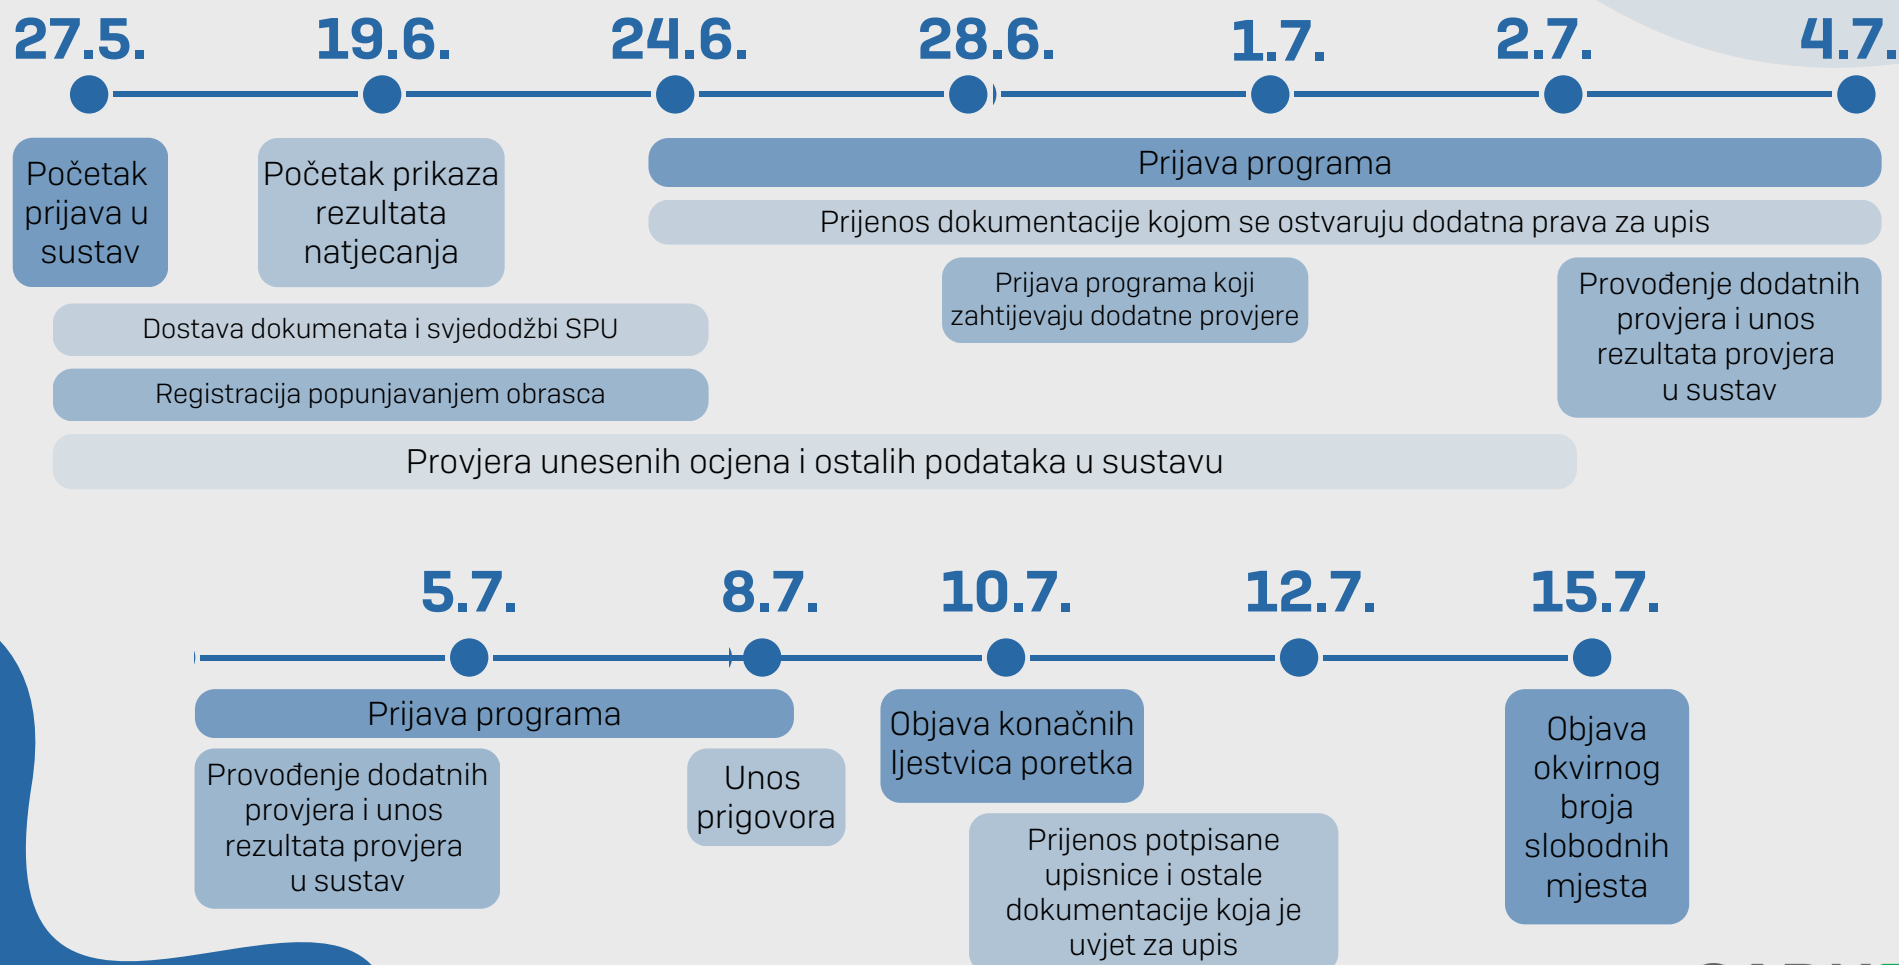 27.5.
19.6.
24.6.
28.6.
1.7.
2.7.
4.7.
Početak
prijava u
sustav
Početak prikaza
rezultata
natjecanja
Prijava programa
Prijenos dokumentacije kojom se ostvaruju dodatna prava za upis
Prijava programa koji
zahtijevaju dodatne provjere
Provođenje dodatnih
provjera i unos
rezultata provjera
u sustav
Dostava dokumenata i svjedodžbi SPU
Registracija popunjavanjem obrasca
Provjera unesenih ocjena i ostalih podataka u sustavu
5.7.
8.7.
10.7.
12.7.
15.7.
Prijava programa
Provođenje dodatnih
provjera i unos
rezultata provjera
u sustav
Unos
prigovora
Objava konačnih
ljestvica poretka
Prijenos potpisane
upisnice i ostale
dokumentacije koja je
uvjet za upis
Objava
okvirnog
broja
slobodnih
mjesta